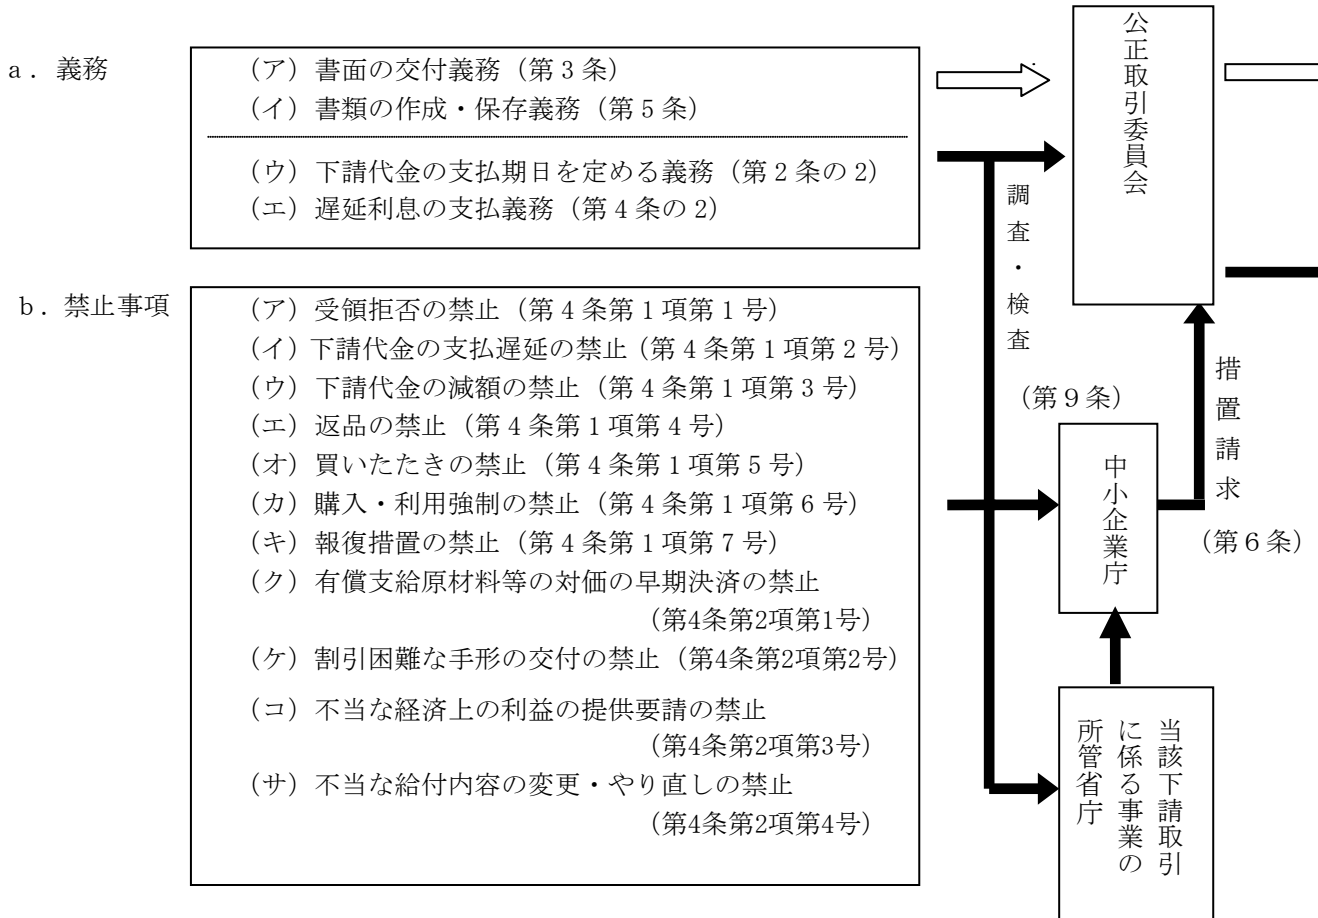 a．義務
（ア）書面の交付義務（第３条）
（イ）書類の作成・保存義務（第５条）
（ウ）下請代金の支払期日を定める義務（第２条の２）
（エ）遅延利息の支払義務（第４条の２）
b．禁止事項
（ア）受領拒否の禁止（第４条第１項第１号）
（イ）下請代金の支払遅延の禁止（第４条第１項第２号）
（ウ）下請代金の減額の禁止（第４条第１項第３号）
（エ）返品の禁止（第４条第１項第４号）
（オ）買いたたきの禁止（第４条第１項第５号）
（カ）購入・利用強制の禁止（第４条第１項第６号）
（キ）報復措置の禁止（第４条第１項第７号）
（ク）有償支給原材料等の対価の早期決済の禁止
（第4条第2項第1号）
（ケ）割引困難な手形の交付の禁止（第4条第2項第2号）
（コ）不当な経済上の利益の提供要請の禁止
（第4条第2項第3号）
（サ）不当な給付内容の変更・やり直しの禁止
（第4条第2項第4号）
公正取引委員会
調査・検査
（第９条）
措置請求
（第６条）
中小企業庁
当該下請取引
に係る事業の
所管省庁